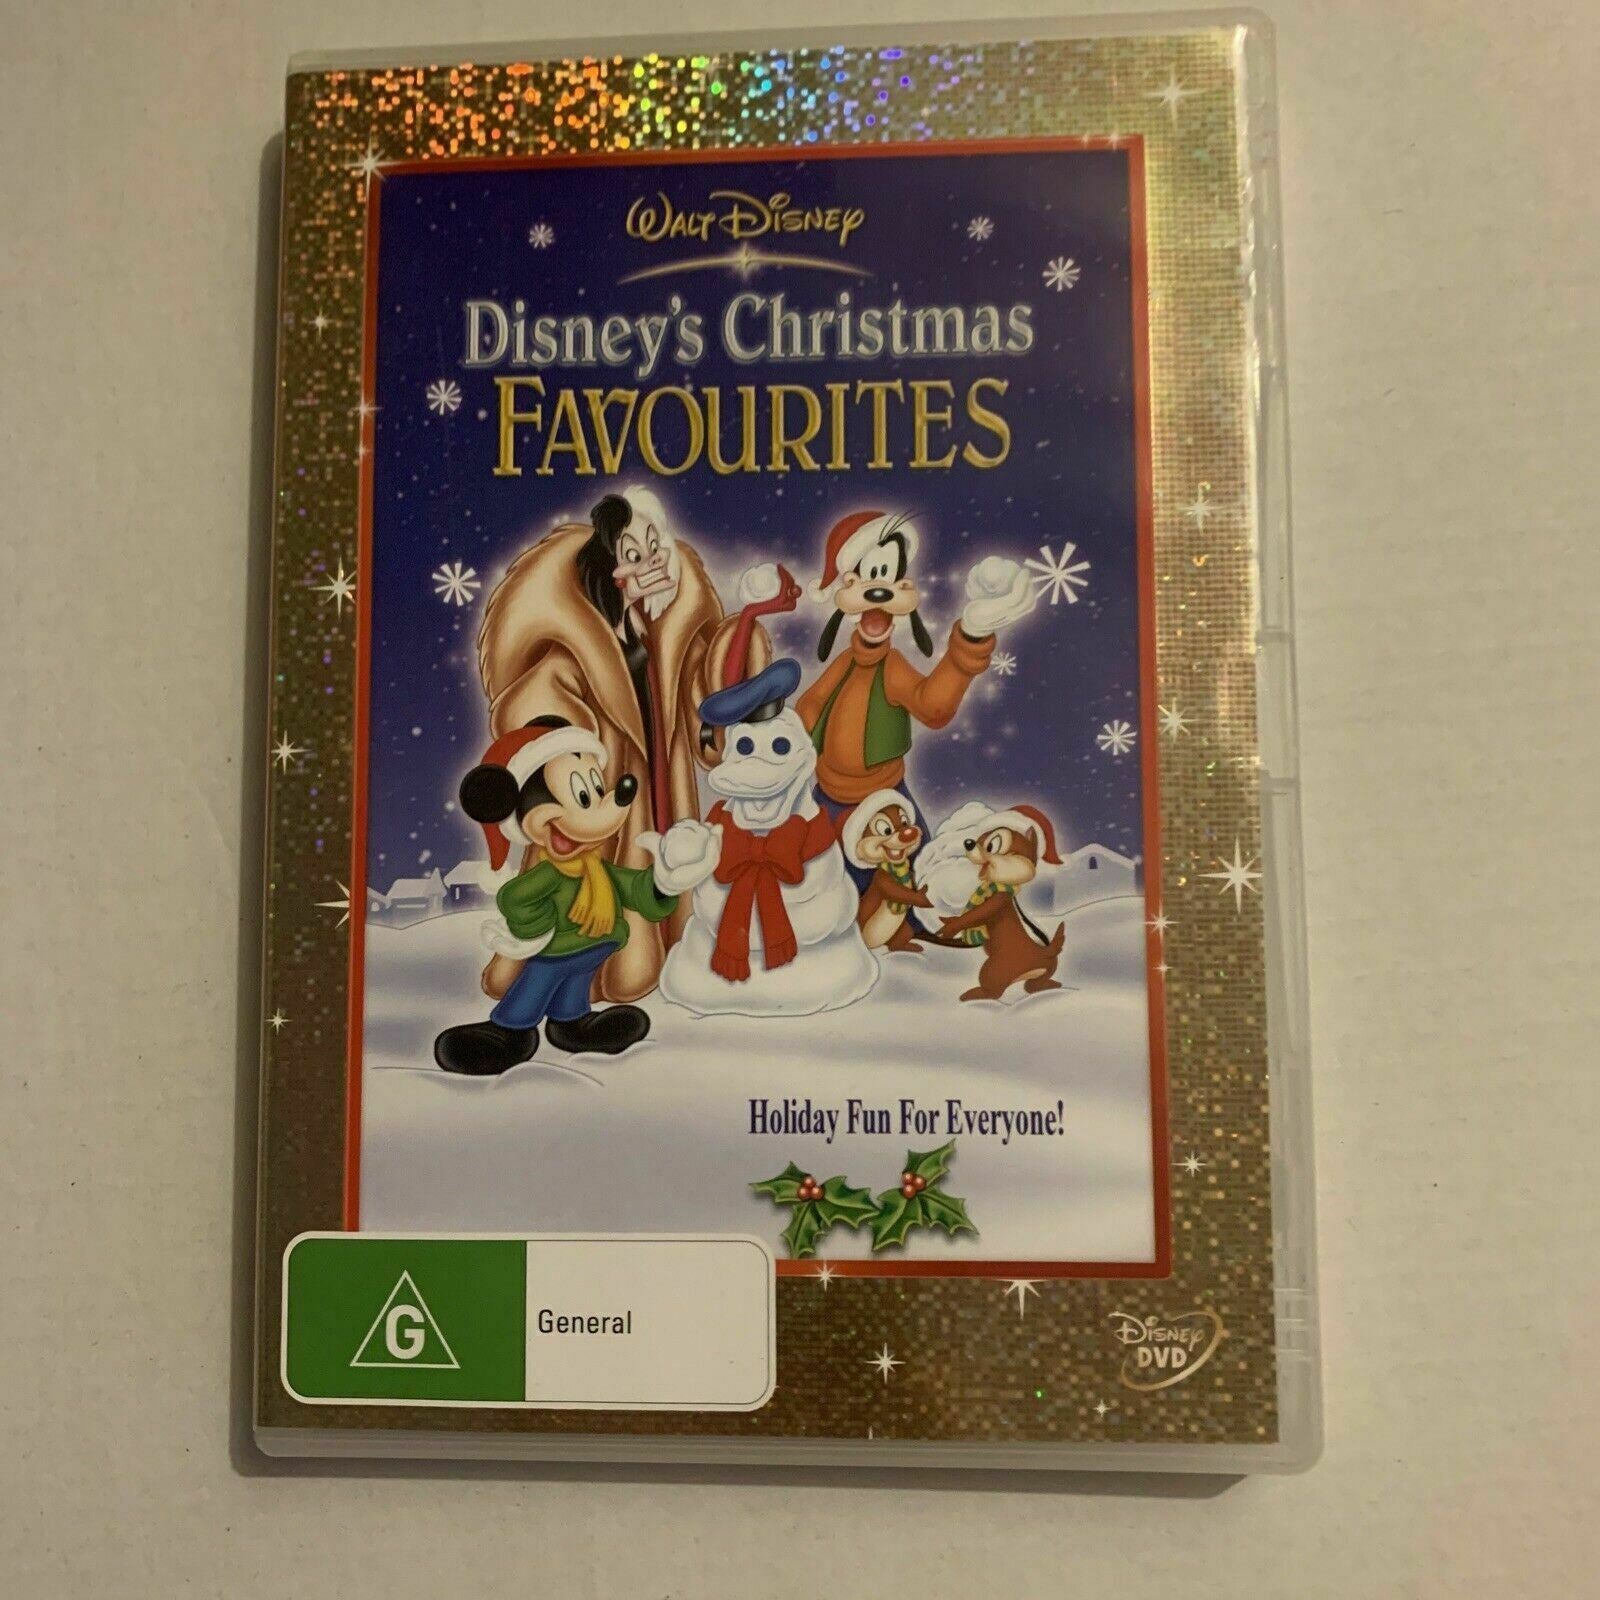 WALT DISNEY
Disney's Christmas
FAVOURITES
Holiday Fun For Everyone!
G
General
DISNEY
DVD